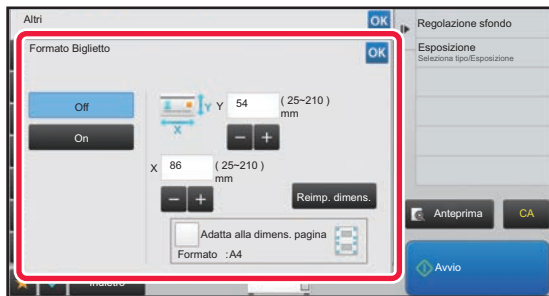 Altri
OK
Formato Biglietto
OK
Off
On
Y
Y 54 ( 25~210 )
mm
X
X 86 ( 25~210 )
mm
Reimp. dimens.
Adatta alla dimens. pagina
Formato :A4
Indietro
Regolazione sfondo
Esposizione
Seleziona tipo/Esposizione
Anteprima
CA
Avvio